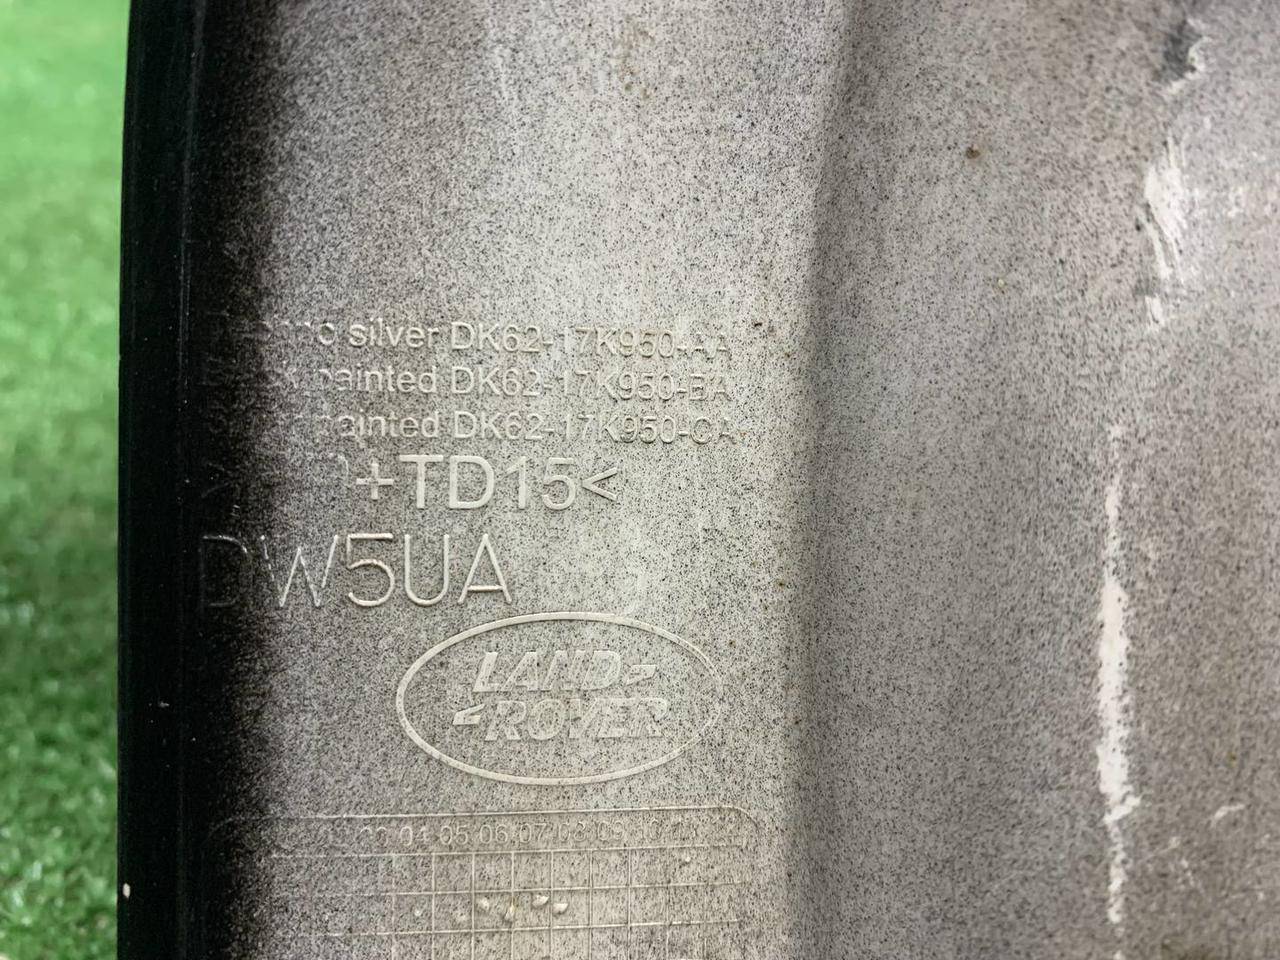 silver DK62-17K950-AA
painted DK62-17K950-BA
painted DK62-17K950-CA
+TD15<
DW5UA
LAND
ROVER
04 05 06 07 08 09 10